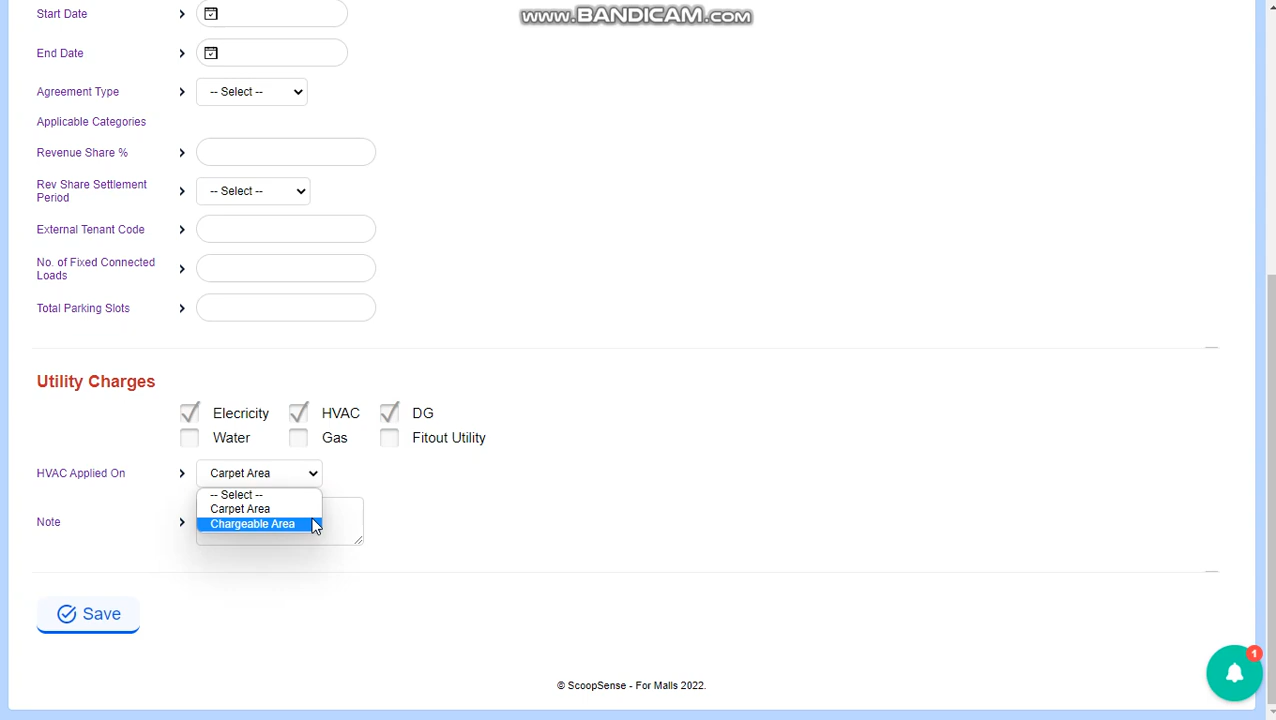 www.BANDICAM.com
Start Date
End Date
Agreement Type
-- Select --
Applicable Categories
Revenue Share %
Rev Share Settlement
Period
-- Select --
External Tenant Code
No. of Fixed Connected
Loads
Total Parking Slots
Utility Charges
Elecricity HVAC DG
Water Gas Fitout Utility
HVAC Applied On
Carpet Area
-- Select --
Carpet Area
Chargeable Area
Note
Save
1
© ScoopSense - For Malls 2022.